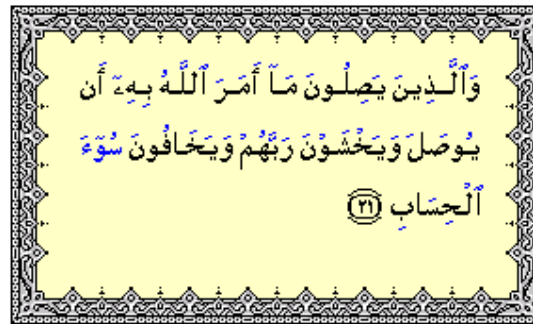 وَٱلَّذِينَ يَصِلُونَ مَآ أَمَرَ ٱللَّهُ بِهِۦٓ أَن
يُوصَلَ وَيَخْشَوْنَ رَبَّهُمْ وَيَخَافُونَ سُوٓءَ
ٱلْحِسَابِ ﴿٢١﴾